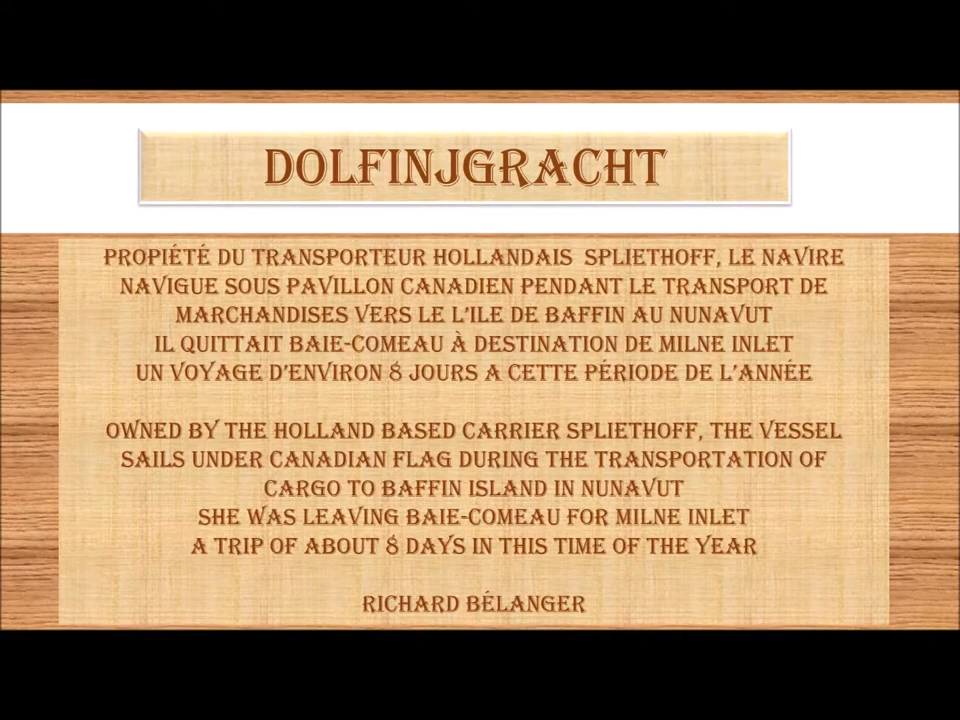 DOLFINJGRACHT
PROPIÉTÉ DU TRANSPORTEUR HOLLANDAIS SPLIETHOFF, LE NAVIRE
NAVIGUE SOUS PAVILLON CANADIEN PENDANT LE TRANSPORT DE
MARCHANDISES VERS LE L'ILE DE BAFFIN AU NUNAVUT
IL QUITTAIT BAIE-COMEAU À DESTINATION DE MILNE INLET
UN VOYAGE D'ENVIRON 8 JOURS A CETTE PÉRIODE DE L'ANNÉE
OWNED BY THE HOLLAND BASED CARRIER SPLIETHOFF, THE VESSEL
SAILS UNDER CANADIAN FLAG DURING THE TRANSPORTATION OF
CARGO TO BAFFIN ISLAND IN NUNAVUT
SHE WAS LEAVING BAIE-COMEAU FOR MILNE INLET
A TRIP OF ABOUT 8 DAYS IN THIS TIME OF THE YEAR
RICHARD BÉLANGER